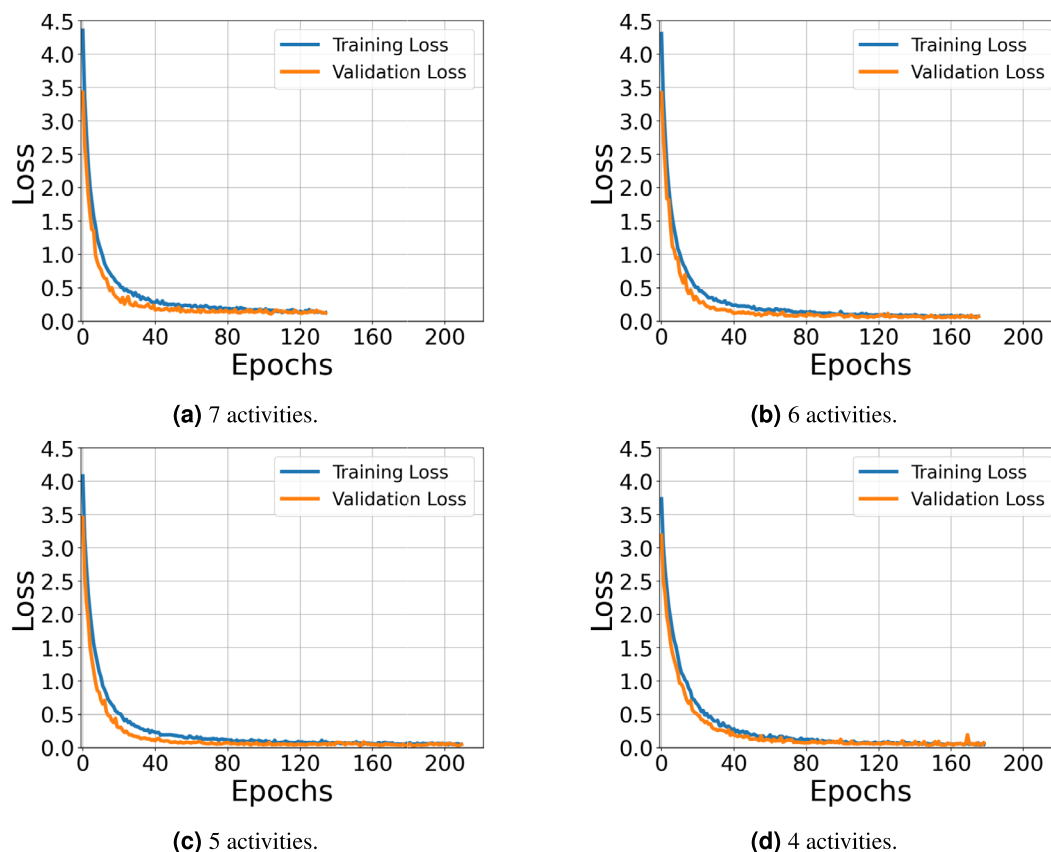 4.5
4.0
3.5
3.0
2.5
2.0
1.5
1.0
0.5
0.0
Loss
Training Loss
Validation Loss
0 40 80 120 160 200
Epochs
(a) 7 activities.
4.5
4.0
3.5
3.0
2.5
2.0
1.5
1.0
0.5
0.0
Loss
Training Loss
Validation Loss
0 40 80 120 160 200
Epochs
(b) 6 activities.
4.5
4.0
3.5
3.0
2.5
2.0
1.5
1.0
0.5
0.0
Loss
Training Loss
Validation Loss
0 40 80 120 160 200
Epochs
(c) 5 activities.
4.5
4.0
3.5
3.0
2.5
2.0
1.5
1.0
0.5
0.0
Loss
Training Loss
Validation Loss
0 40 80 120 160 200
Epochs
(d) 4 activities.